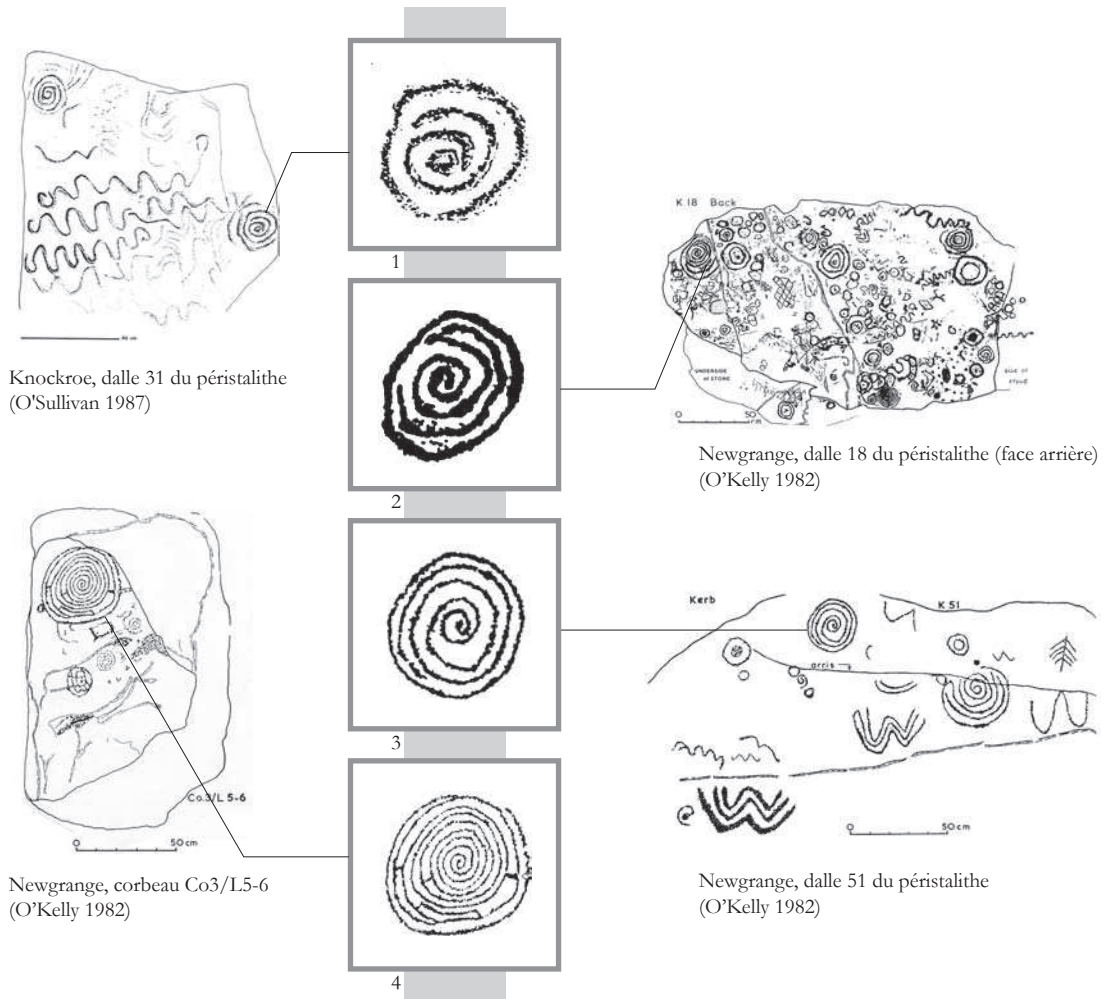 1
Knockroe, dalle 31 du péristalithe
(O'Sullivan 1987)
K 18 Back
UNDERSIDE
of STONE
SIDE of
STONE
0 50
cm
Newgrange, dalle 18 du péristalithe (face arrière)
(O'Kelly 1982)
2
Co3/L 5-6
0 50cm
Newgrange, corbeau Co3/L5-6
(O'Kelly 1982)
3
Kerb K 51
arris
0 50cm
Newgrange, dalle 51 du péristalithe
(O'Kelly 1982)
4